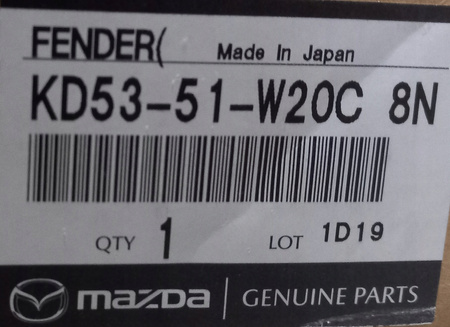 FENDER( Made In Japan
KD53-51-W20C 8N
QTY 1 LOT 1D19
mazda GENUINE PARTS